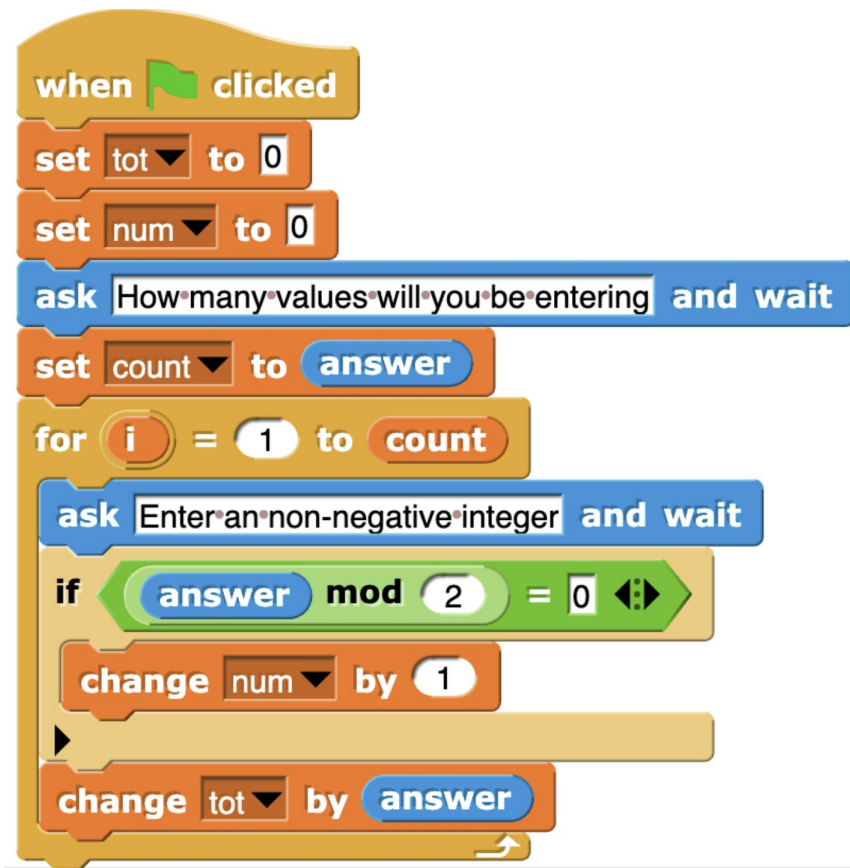 when clicked
set tot to 0
set num to 0
ask How many values will you be entering and wait
set count to answer
for i = 1 to count
ask Enter an non-negative integer and wait
if answer mod 2 = 0
change num by 1
change tot by answer